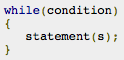 while(condition)
{
   statement(s);
}